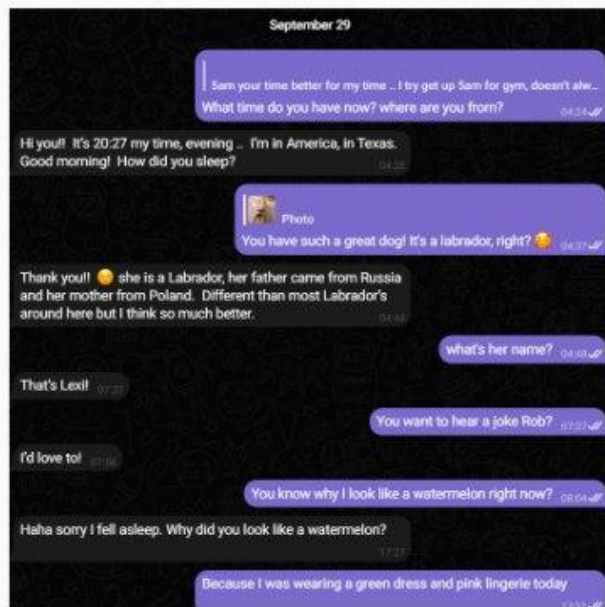 September 29
5am your time better for my time .. I try get up 5am for gym, doesn't alw...
What time do you have now? where are you from?
04:24
Hi you!! It's 20:27 my time, evening .. I'm in America, in Texas.
Good morning! How did you sleep?
04:28
Photo
You have such a great dog! It's a labrador, right? 🥰
04:37
Thank you!! ☺️ she is a Labrador, her father came from Russia
and her mother from Poland. Different than most Labrador's
around here but I think so much better.
04:44
what's her name? 04:48
That's Lexi! 07:27
You want to hear a joke Rob? 07:37
I'd love to!
You know why I look like a watermelon right now? 08:04
Haha sorry I fell asleep. Why did you look like a watermelon?
17:27
Because I was wearing a green dress and pink lingerie today